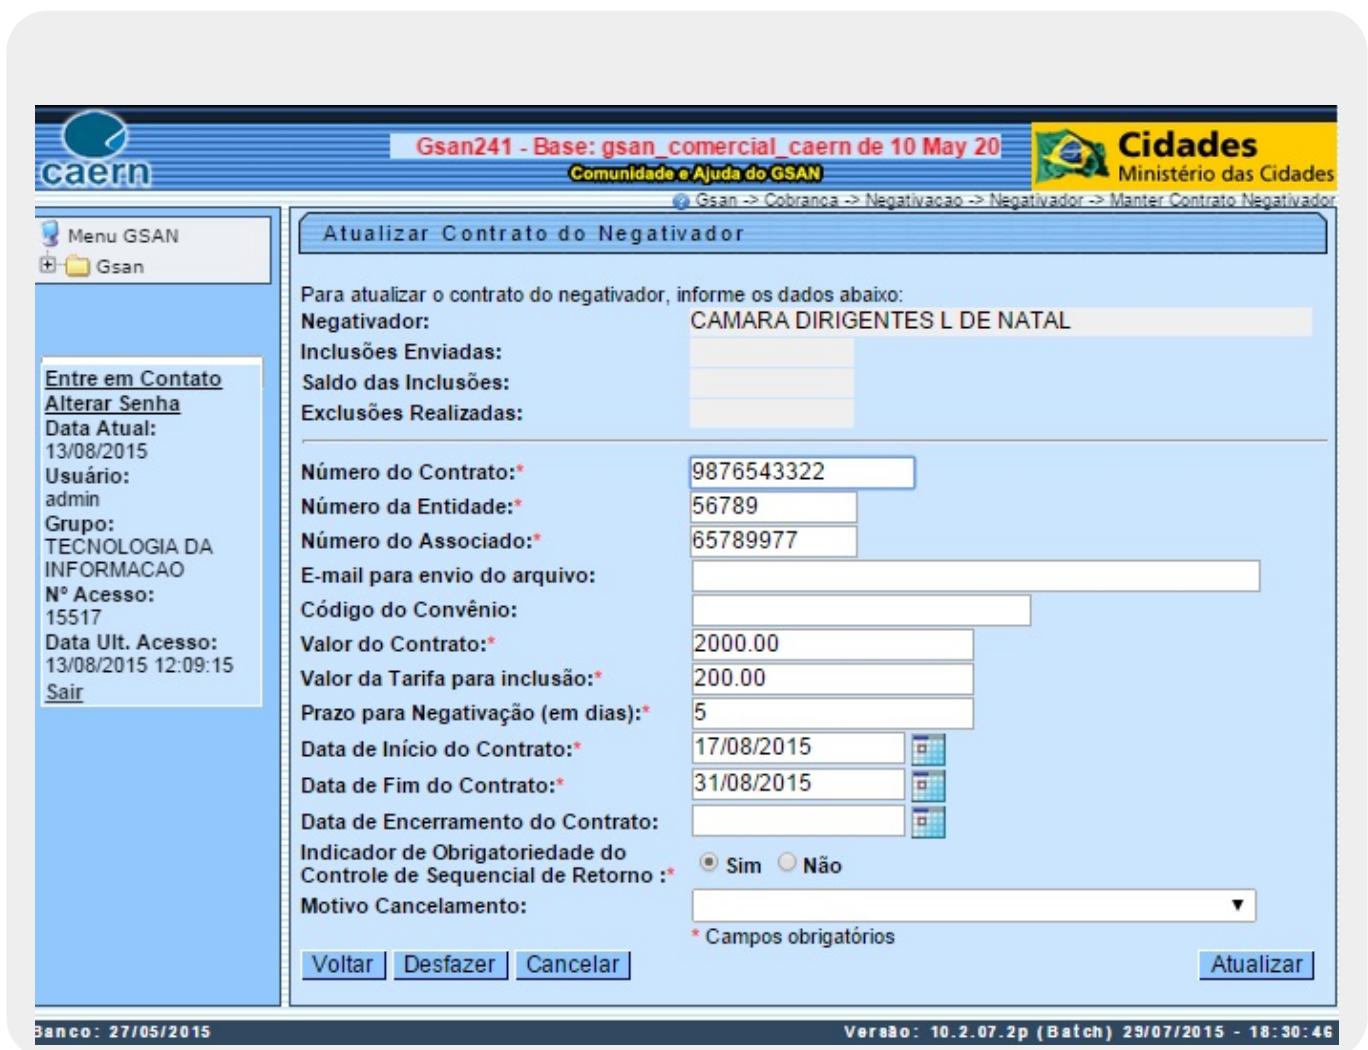 caern
Gsan241 - Base: gsan_comercial_caern de 10 May 20
Comunidade e Ajuda do GSAN
Cidades
Ministério das Cidades
Gsan -> Cobranca -> Negativacao -> Negativador -> Manter Contrato Negativador
Menu GSAN
Gsan
Entre em Contato
Alterar Senha
Data Atual:
13/08/2015
Usuário:
admin
Grupo:
TECNOLOGIA DA
INFORMACAO
Nº Acesso:
15517
Data Ult. Acesso:
13/08/2015 12:09:15
Sair
Atualizar Contrato do Negativador
Para atualizar o contrato do negativador, informe os dados abaixo:
Negativador: CAMARA DIRIGENTES L DE NATAL
Inclusões Enviadas:
Saldo das Inclusões:
Exclusões Realizadas:
Número do Contrato:* 9876543322
Número da Entidade:* 56789
Número do Associado:* 65789977
E-mail para envio do arquivo:
Código do Convênio:
Valor do Contrato:* 2000.00
Valor da Tarifa para inclusão:* 200.00
Prazo para Negativação (em dias):* 5
Data de Início do Contrato:* 17/08/2015
Data de Fim do Contrato:* 31/08/2015
Data de Encerramento do Contrato:
Indicador de Obrigatoriedade do
Controle de Sequencial de Retorno :* Sim Não
Motivo Cancelamento:
* Campos obrigatórios
Voltar Desfazer Cancelar Atualizar
Banco: 27/05/2015 Versão: 10.2.07.2p (Batch) 29/07/2015 - 18:30:46